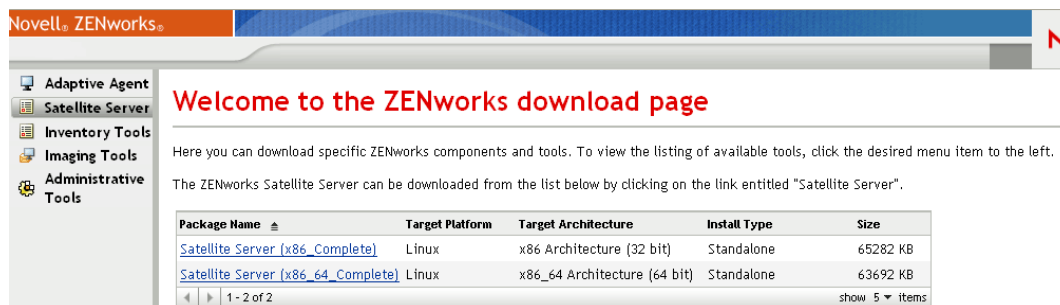 Novell® ZENworks®
N
Adaptive Agent
Satellite Server
Inventory Tools
Imaging Tools
Administrative
Tools
Welcome to the ZENworks download page
Here you can download specific ZENworks components and tools. To view the listing of available tools, click the desired menu item to the left.
The ZENworks Satellite Server can be downloaded from the list below by clicking on the link entitled "Satellite Server".
Package Name Target Platform Target Architecture Install Type Size
Satellite Server (x86_Complete) Linux x86 Architecture (32 bit) Standalone 65282 KB
Satellite Server (x86_64_Complete) Linux x86_64 Architecture (64 bit) Standalone 63692 KB
1 - 2 of 2 show 5 items